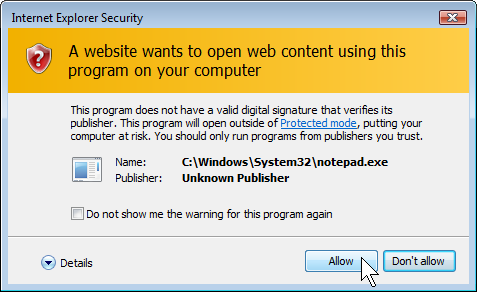 Internet Explorer Security
A website wants to open web content using this
program on your computer
This program does not have a valid digital signature that verifies its
publisher. This program will open outside of Protected mode, putting your
computer at risk. You should only run programs from publishers you trust.
Name: C:\Windows\System32\notepad.exe
Publisher: Unknown Publisher
Do not show me the warning for this program again
Details Allow Don't allow